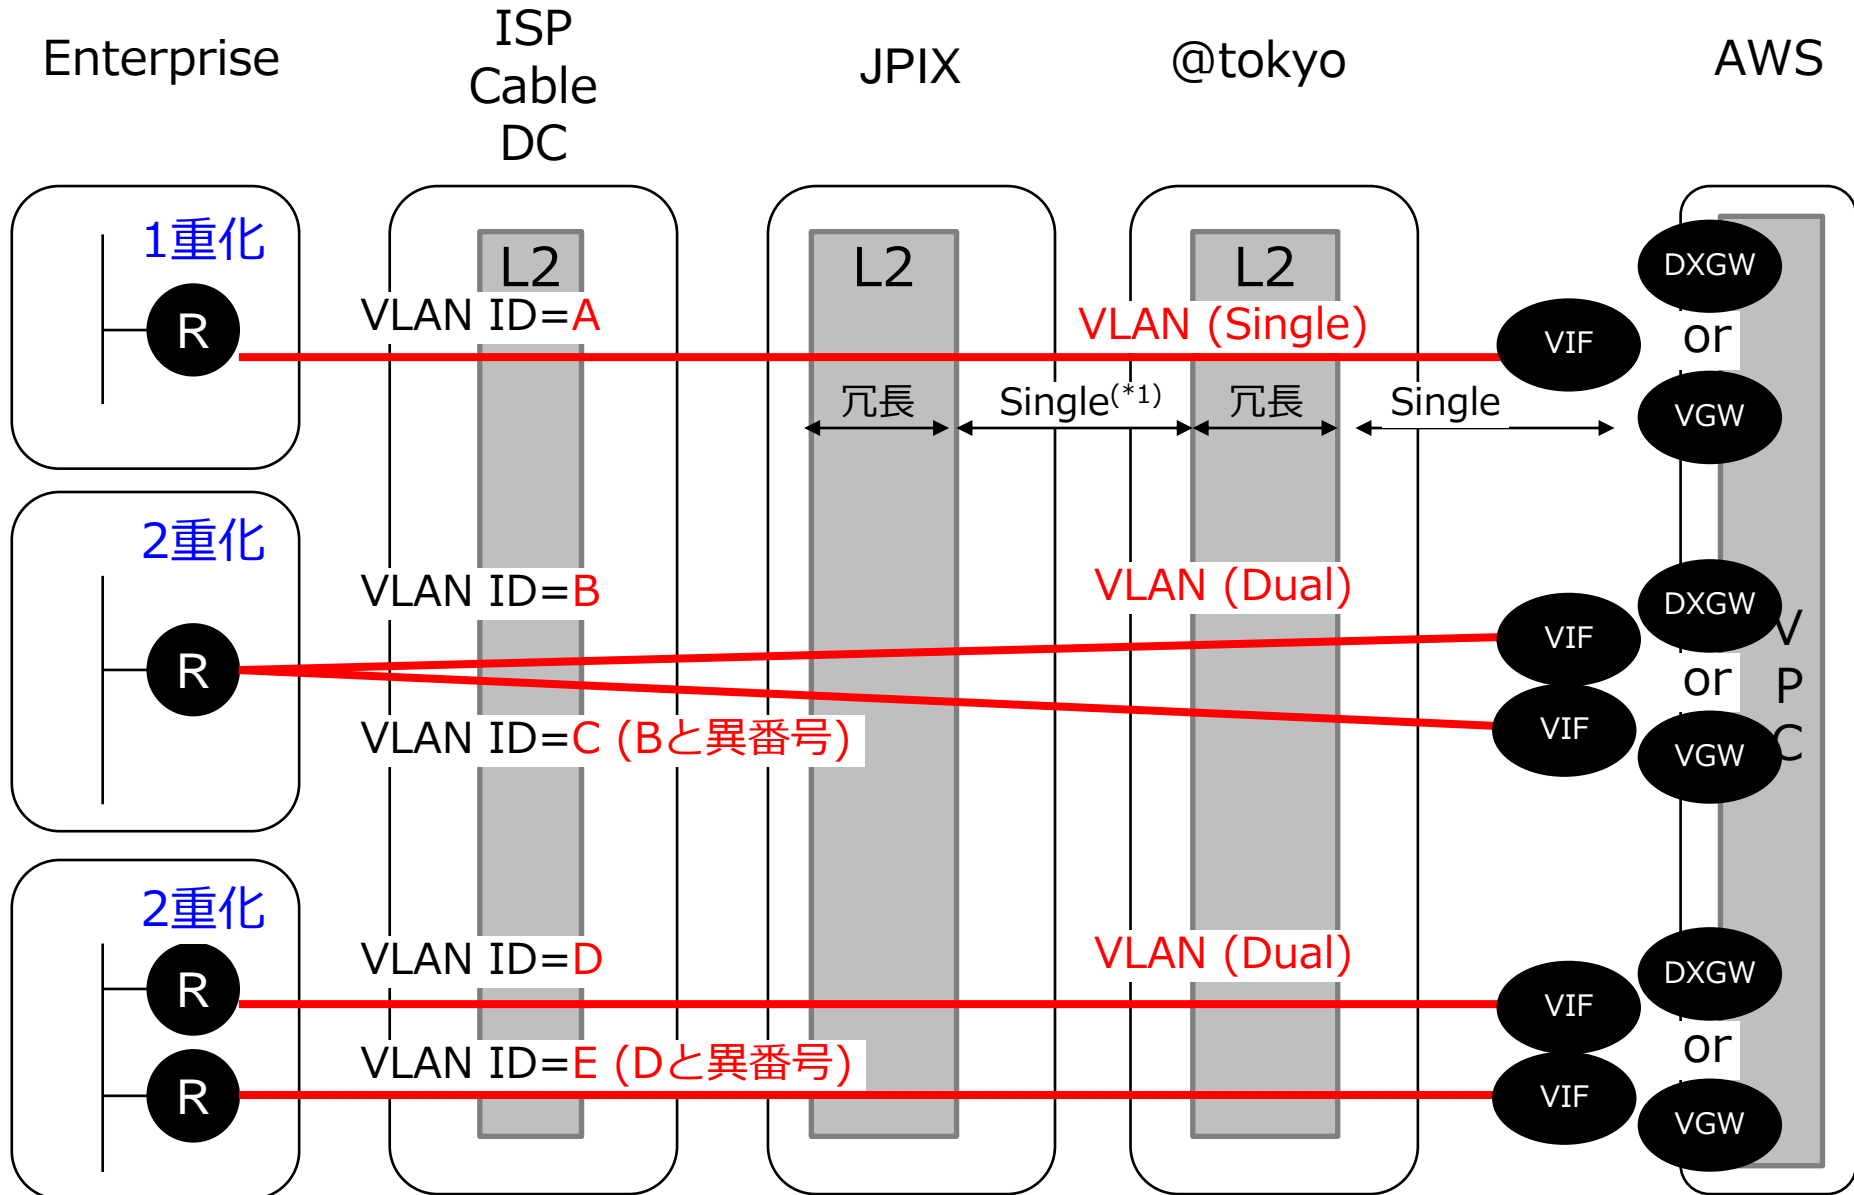 Enterprise
ISP
Cable
DC
JPIX
@tokyo
AWS
1重化
R
L2
VLAN ID=A
L2
L2
VLAN (Single)
VIF
DXGW
or
VGW
冗長
Single(*1)
冗長
Single
2重化
R
VLAN ID=B
VLAN ID=C (Bと異番号)
VLAN (Dual)
VIF
VIF
DXGW
or
VGW
V
P
C
2重化
R
R
VLAN ID=D
VLAN ID=E (Dと異番号)
VLAN (Dual)
VIF
VIF
DXGW
or
VGW